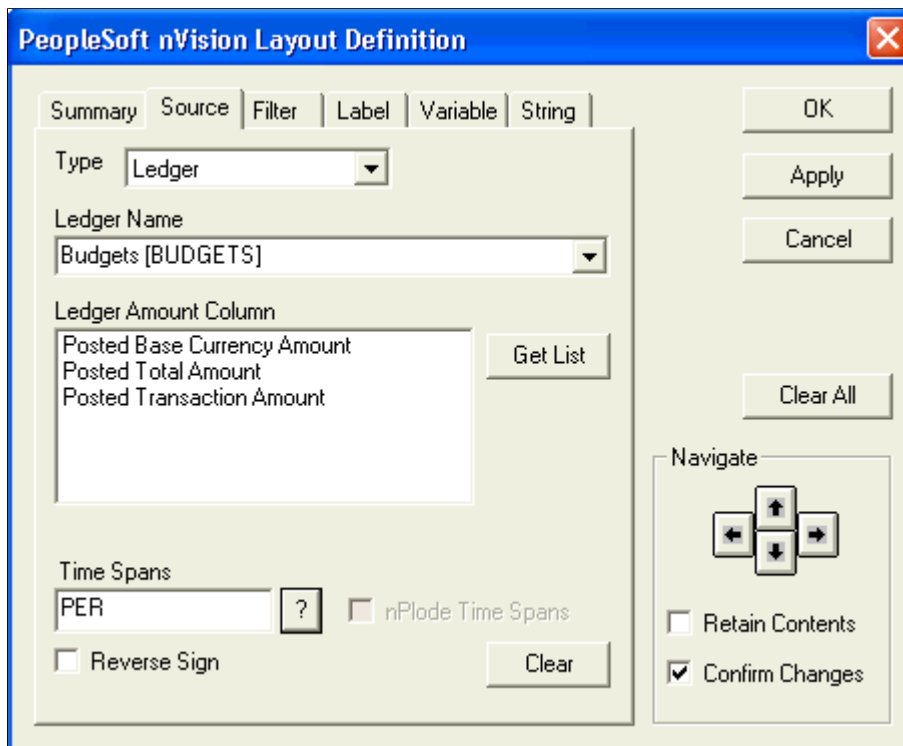 PeopleSoft nVision Layout Definition
Summary Source Filter Label Variable String
Type Ledger
Ledger Name
Budgets [BUDGETS]
Ledger Amount Column
Posted Base Currency Amount
Posted Total Amount
Posted Transaction Amount
Get List
Time Spans
PER ? nPlode Time Spans
Reverse Sign Clear
OK
Apply
Cancel
Clear All
Navigate
Retain Contents
Confirm Changes